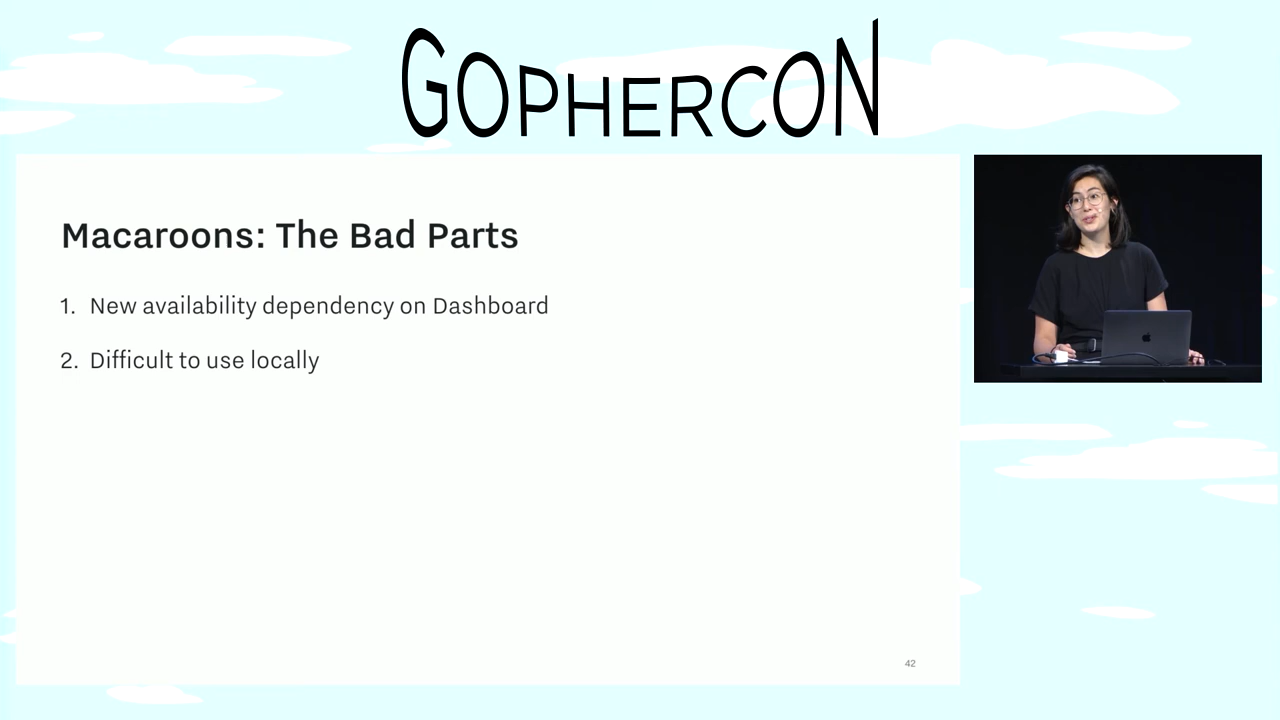 GOPHERCON
Macaroons: The Bad Parts
1. New availability dependency on Dashboard
2. Difficult to use locally
42